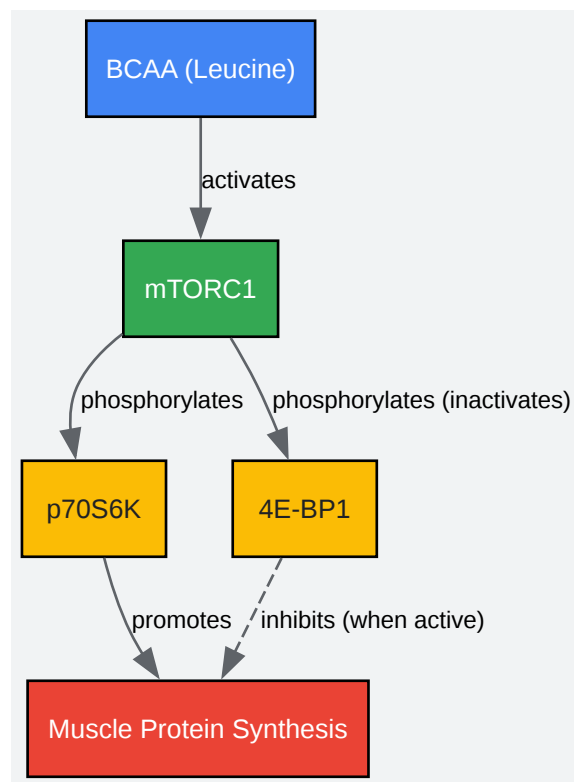 BCAA (Leucine)
activates
mTORC1
phosphorylates
phosphorylates (inactivates)
p70S6K
4E-BP1
promotes
inhibits (when active)
Muscle Protein Synthesis